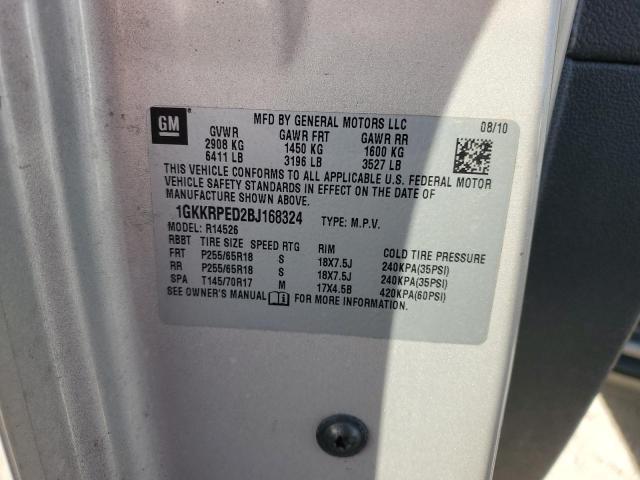 GM
MFD BY GENERAL MOTORS LLC 08/10
GVWR GAWR FRT GAWR RR
2908 KG 1450 KG 1600 KG
6411 LB 3196 LB 3527 LB
THIS VEHICLE CONFORMS TO ALL APPLICABLE U.S. FEDERAL MOTOR
VEHICLE SAFETY STANDARDS IN EFFECT ON THE DATE OF
MANUFACTURE SHOWN ABOVE.
1GKKRPED2BJ168324 TYPE: M.P.V.
MODEL: R14526
RBBT TIRE SIZE SPEED RTG RIM COLD TIRE PRESSURE
FRT P255/65R18 S 18X7.5J 240KPA(35PSI)
RR P255/65R18 S 18X7.5J 240KPA(35PSI)
SPA T145/70R17 M 17X4.5B 420KPA(60PSI)
SEE OWNER'S MANUAL FOR MORE INFORMATION.